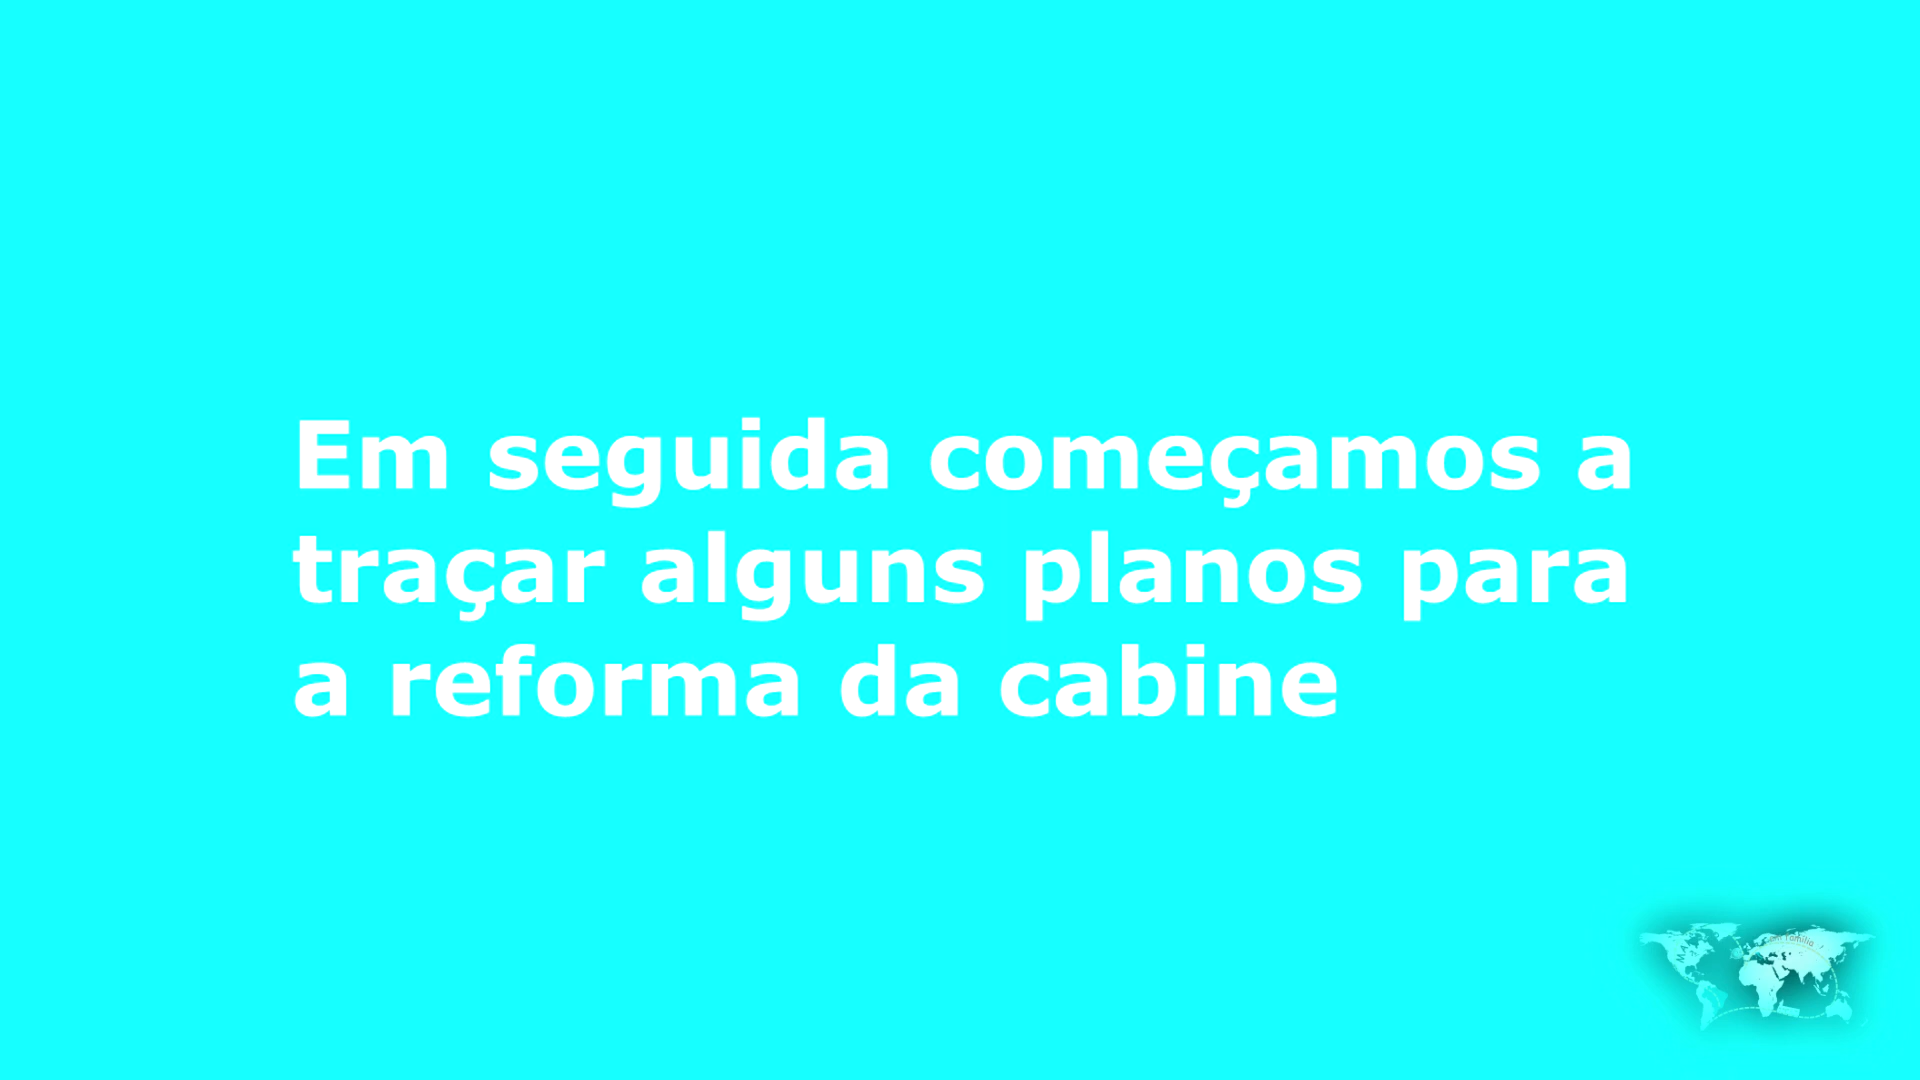 Em seguida começamos a
traçar alguns planos para
a reforma da cabine